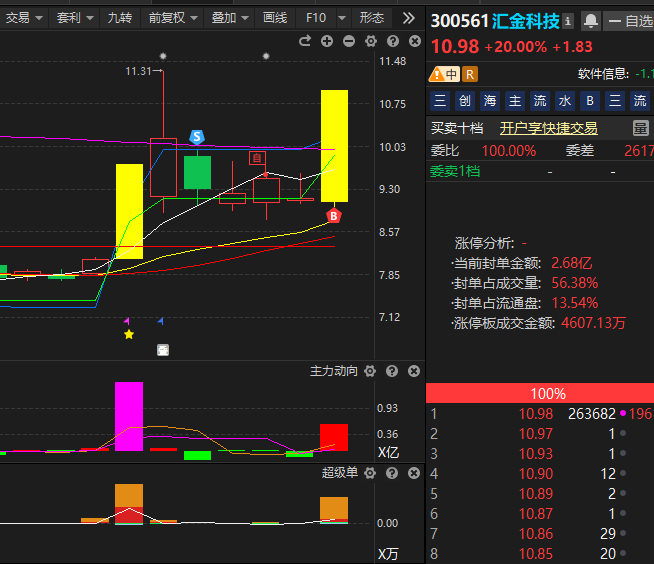 交易 套利 九转 前复权 叠加 画线 F10 形态
300561 汇金科技 自选
10.98 +20.00% +1.83
中 R 软件信息: -1.1
三 创 海 主 流 水 B 三 流
买卖十档 开户享快捷交易 量
委比 100.00% 委差 2617
委卖1档 - -
涨停分析: -
·当前封单金额: 2.68亿
·封单占成交量: 56.38%
·封单占流通盘: 13.54%
·涨停板成交金额: 4607.13万
100%
1 10.98 263682 196
2 10.97 1
3 10.93 1
4 10.90 12
5 10.89 2
6 10.87 1
7 10.86 29
8 10.85 20
11.31
S
自
B
11.48
10.75
10.03
9.30
8.57
7.85
7.12
主力动向
0.93
0.36
X亿
超级单
0.00
X万